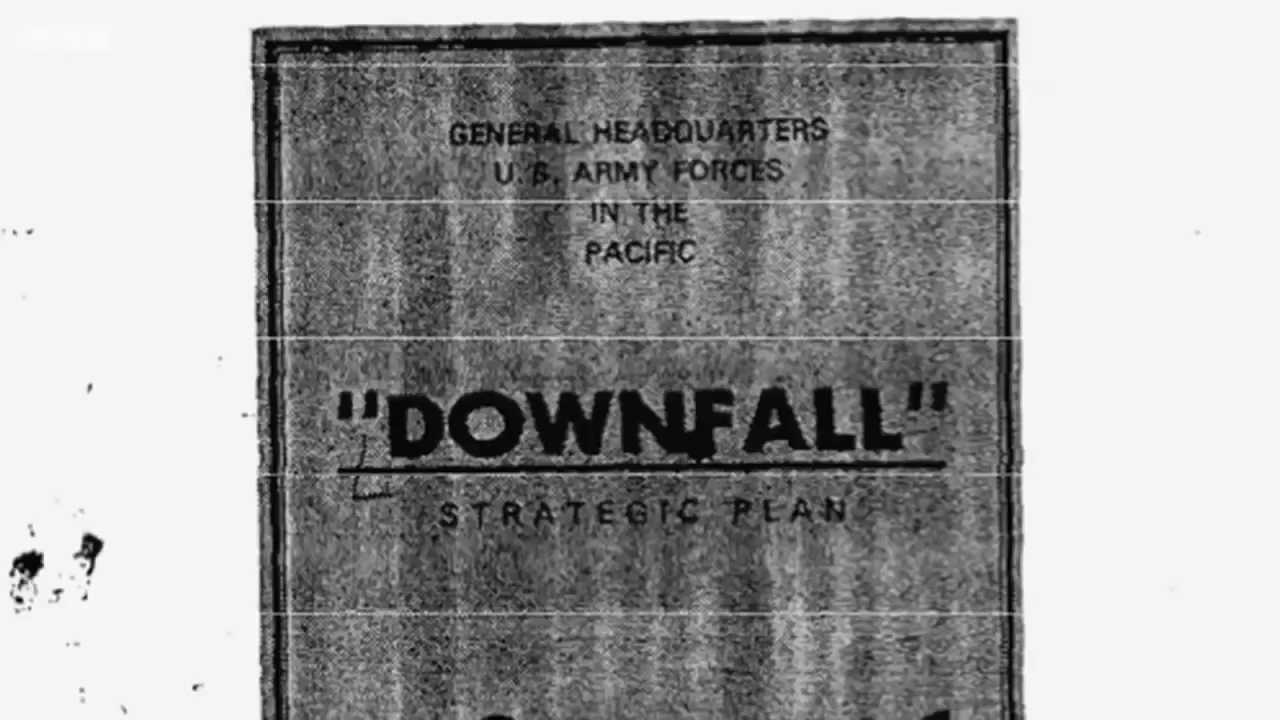 GENERAL HEADQUARTERS
U. S. ARMY FORCES
IN THE
PACIFIC
"DOWNFALL"
STRATEGIC PLAN